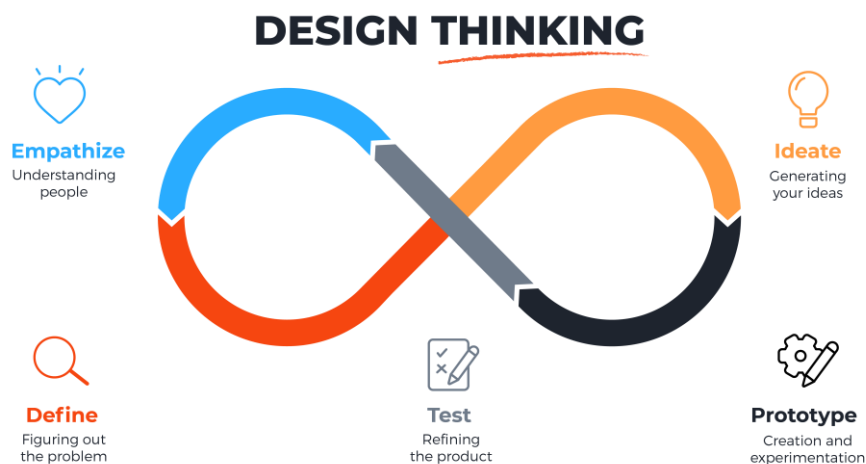 DESIGN THINKING
Empathize
Understanding
people
Ideate
Generating
your ideas
Define
Figuring out
the problem
Test
Refining
the product
Prototype
Creation and
experimentation